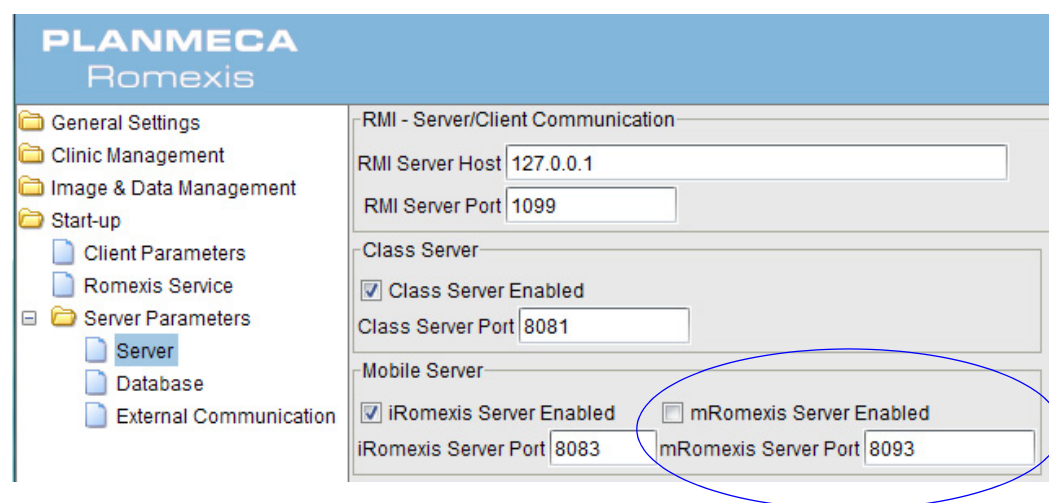 PLANMECA
Romexis
General Settings
Clinic Management
Image & Data Management
Start-up
Client Parameters
Romexis Service
Server Parameters
Server
Database
External Communication
RMI - Server/Client Communication
RMI Server Host 127.0.0.1
RMI Server Port 1099
Class Server
Class Server Enabled
Class Server Port 8081
Mobile Server
iRomexis Server Enabled mRomexis Server Enabled
iRomexis Server Port 8083 mRomexis Server Port 8093